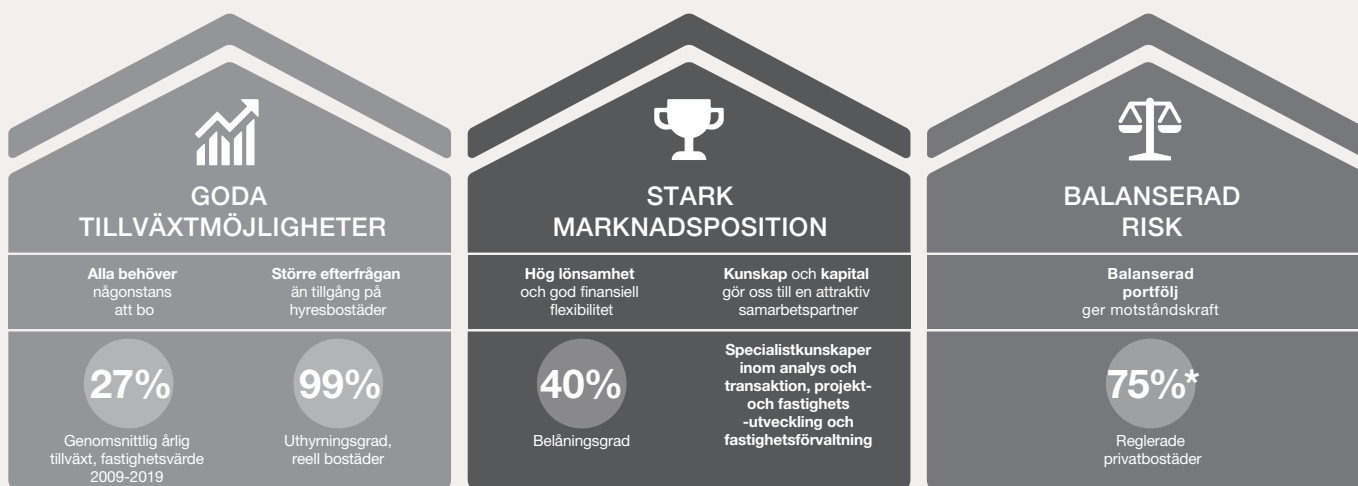 GODA
TILLVÄXTMÖJLIGHETER
Alla behöver
någonstans
att bo
Större efterfrågan
än tillgång på
hyresbostäder
27%
Genomsnittlig årlig
tillväxt, fastighetsvärde
2009-2019
99%
Uthyrningsgrad,
reell bostäder
STARK
MARKNADSPOSITION
Hög lönsamhet
och god finansiell
flexibilitet
Kunskap och kapital
gör oss till en attraktiv
samarbetspartner
40%
Belåningsgrad
Specialistkunskaper
inom analys och
transaktion, projekt-
och fastighets
-utveckling och
fastighetsförvaltning
BALANSERAD
RISK
Balanserad
portfölj
ger motståndskraft
75%*
Reglerade
privatbostäder